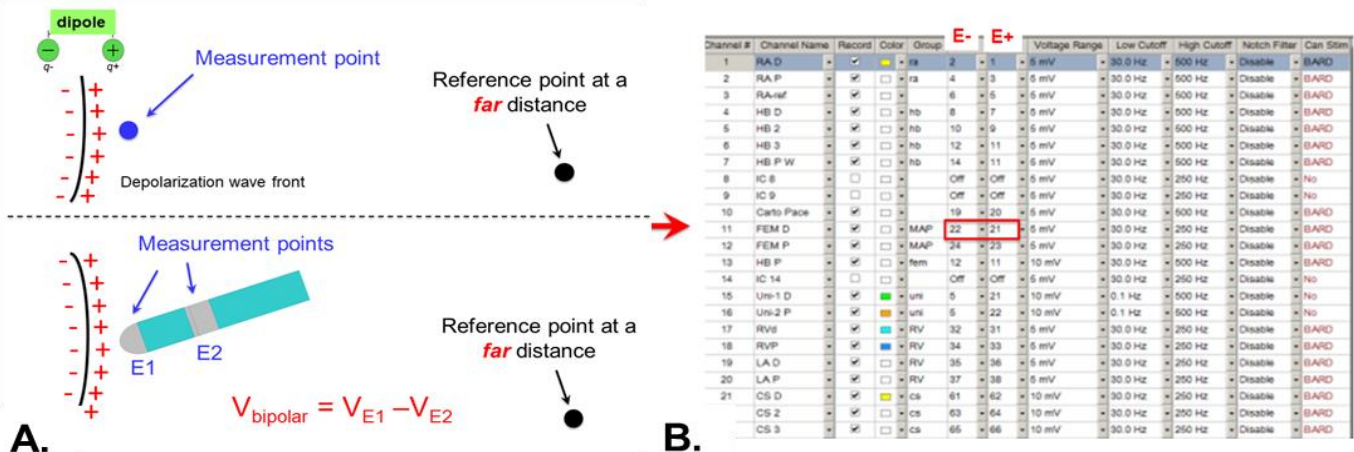 dipole
− +
q- q+
Measurement point
Reference point at a
far distance
Depolarization wave front
Measurement points
E1
E2
Reference point at a
far distance
V bipolar = V E1 –V E2
A.
E- E+
Channel # Channel Name Record Color Group Voltage Range Low Cutoff High Cutoff Notch Filter Can Stim
1 RA D ra 2 1 5 mV 30.0 Hz 500 Hz Disable BARD
2 RA P ra 4 3 5 mV 30.0 Hz 500 Hz Disable BARD
3 RA-ref 6 5 5 mV 30.0 Hz 500 Hz Disable BARD
4 HB D hb 8 7 5 mV 30.0 Hz 500 Hz Disable BARD
5 HB 2 hb 10 9 5 mV 30.0 Hz 500 Hz Disable BARD
6 HB 3 hb 12 11 5 mV 30.0 Hz 500 Hz Disable BARD
7 HB P W hb 14 11 5 mV 30.0 Hz 500 Hz Disable BARD
8 IC 8 Off Off 5 mV 30.0 Hz 250 Hz Disable No
9 IC 9 Off Off 5 mV 30.0 Hz 250 Hz Disable No
10 Carto Pace 19 20 5 mV 30.0 Hz 500 Hz Disable BARD
11 FEM D MAP 22 21 5 mV 30.0 Hz 250 Hz Disable BARD
12 FEM P MAP 24 23 5 mV 30.0 Hz 250 Hz Disable BARD
13 HB P fem 12 11 10 mV 30.0 Hz 500 Hz Disable BARD
14 IC 14 Off Off 5 mV 30.0 Hz 250 Hz Disable No
15 Uni-1 D uni 5 21 10 mV 0.1 Hz 500 Hz Disable No
16 Uni-2 P uni 5 22 10 mV 0.1 Hz 500 Hz Disable No
17 RVd RV 32 31 5 mV 30.0 Hz 250 Hz Disable BARD
18 RVP RV 34 33 5 mV 30.0 Hz 250 Hz Disable BARD
19 LA D RV 35 36 5 mV 30.0 Hz 250 Hz Disable BARD
20 LA P RV 37 38 5 mV 30.0 Hz 250 Hz Disable BARD
21 CS D cs 61 62 10 mV 30.0 Hz 250 Hz Disable BARD
CS 2 cs 63 64 10 mV 30.0 Hz 250 Hz Disable BARD
CS 3 cs 65 66 10 mV 30.0 Hz 250 Hz Disable BARD
B.